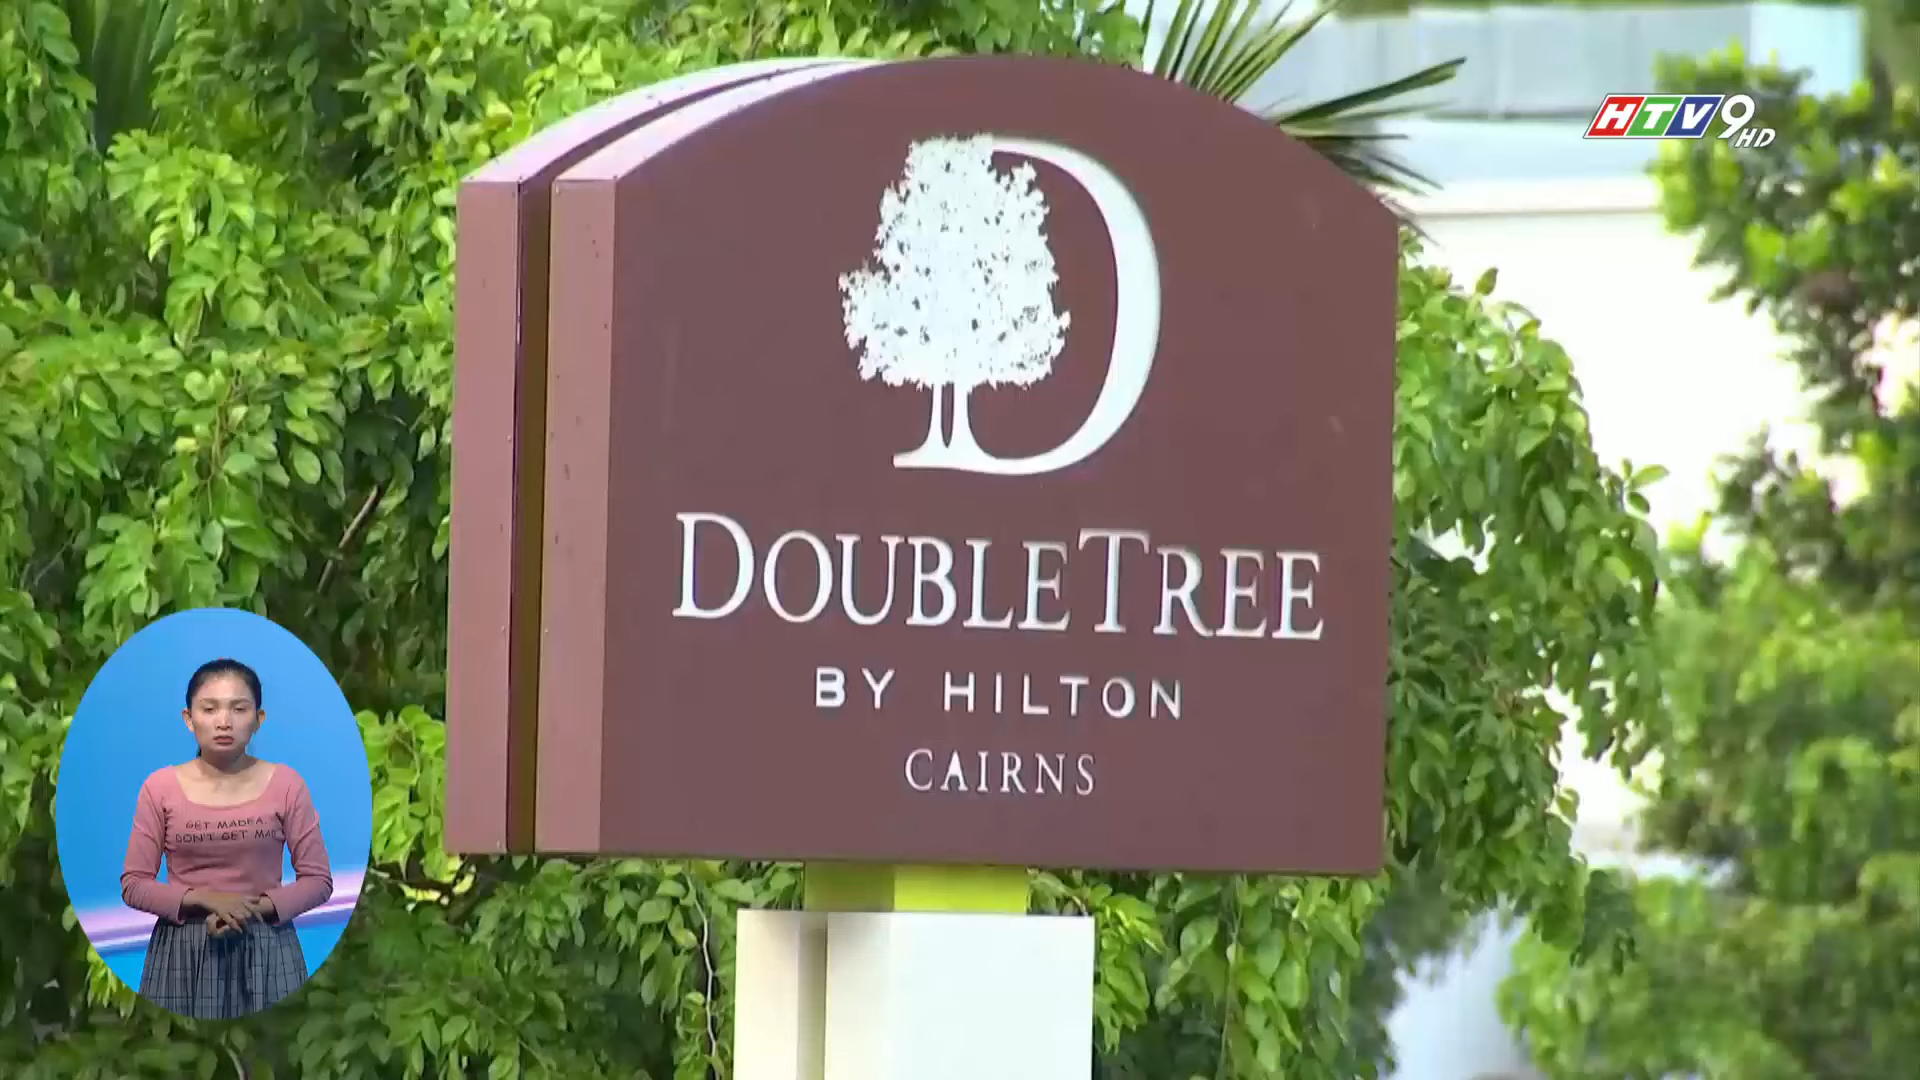 HTV9
HD
D
DOUBLETREE
BY HILTON
CAIRNS
GET MADEA.
DON'T GET MAD